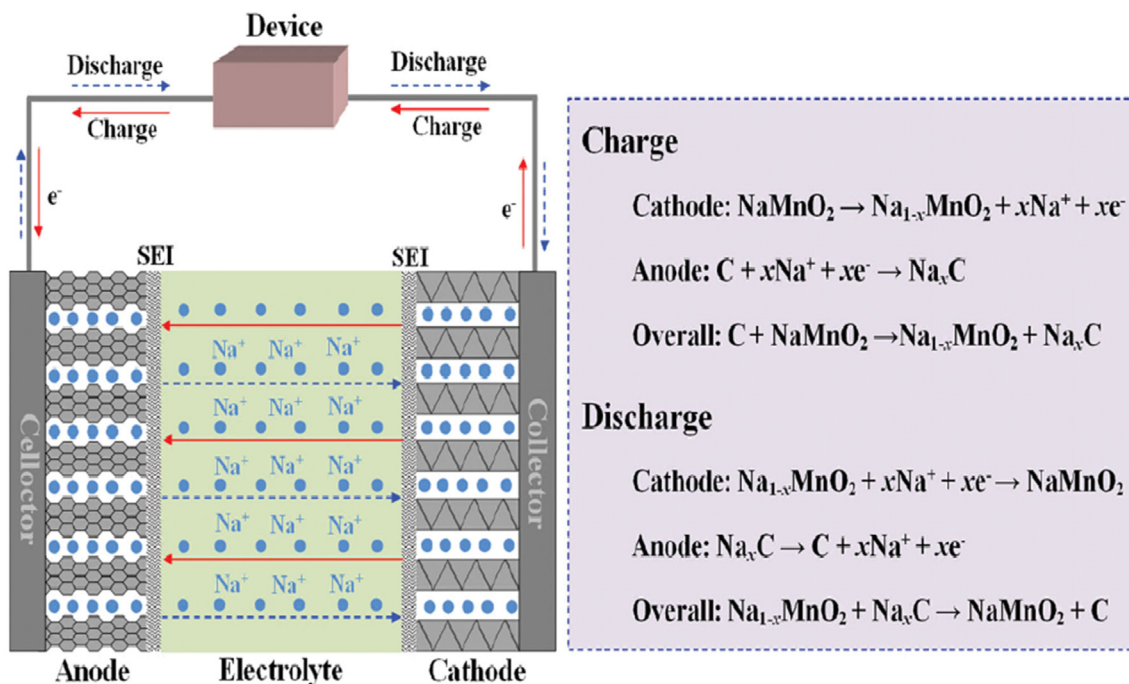 Device
Discharge
Discharge
Charge
Charge
e⁻
e⁻
SEI
SEI
Na⁺ Na⁺ Na⁺
Na⁺ Na⁺ Na⁺
Na⁺ Na⁺ Na⁺
Na⁺ Na⁺ Na⁺
Na⁺ Na⁺ Na⁺
Celloctor
Collector
Anode
Electrolyte
Cathode
Charge
Cathode: NaMnO₂ → Na₁₋ₓMnO₂ + xNa⁺ + xe⁻
Anode: C + xNa⁺ + xe⁻ → NaₓC
Overall: C + NaMnO₂ → Na₁₋ₓMnO₂ + NaₓC
Discharge
Cathode: Na₁₋ₓMnO₂ + xNa⁺ + xe⁻ → NaMnO₂
Anode: NaₓC → C + xNa⁺ + xe⁻
Overall: Na₁₋ₓMnO₂ + NaₓC → NaMnO₂ + C